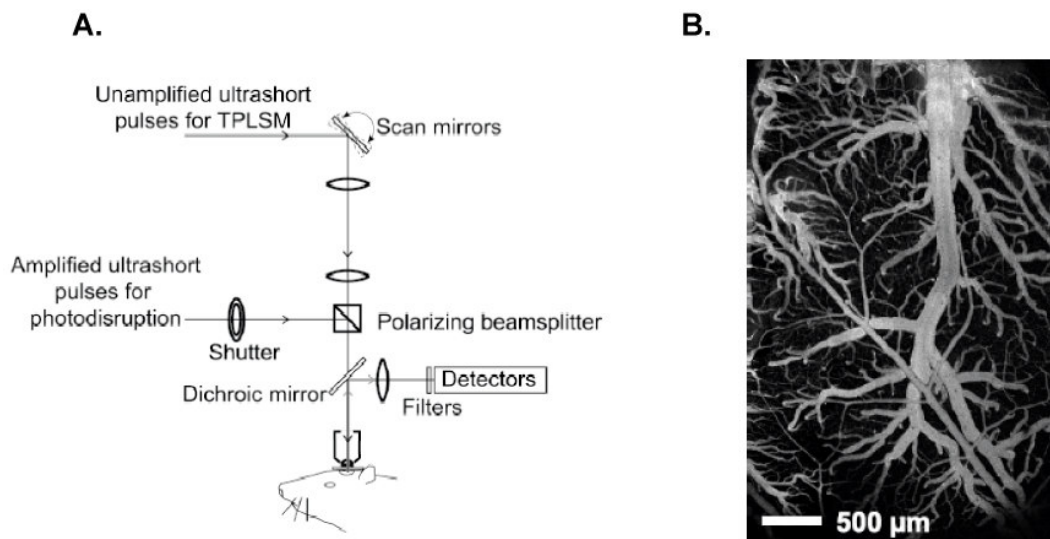 A.
B.
Unamplified ultrashort
pulses for TPLSM
Scan mirrors
Amplified ultrashort
pulses for
photodisruption
Shutter
Polarizing beamsplitter
Dichroic mirror
Detectors
Filters
500 µm